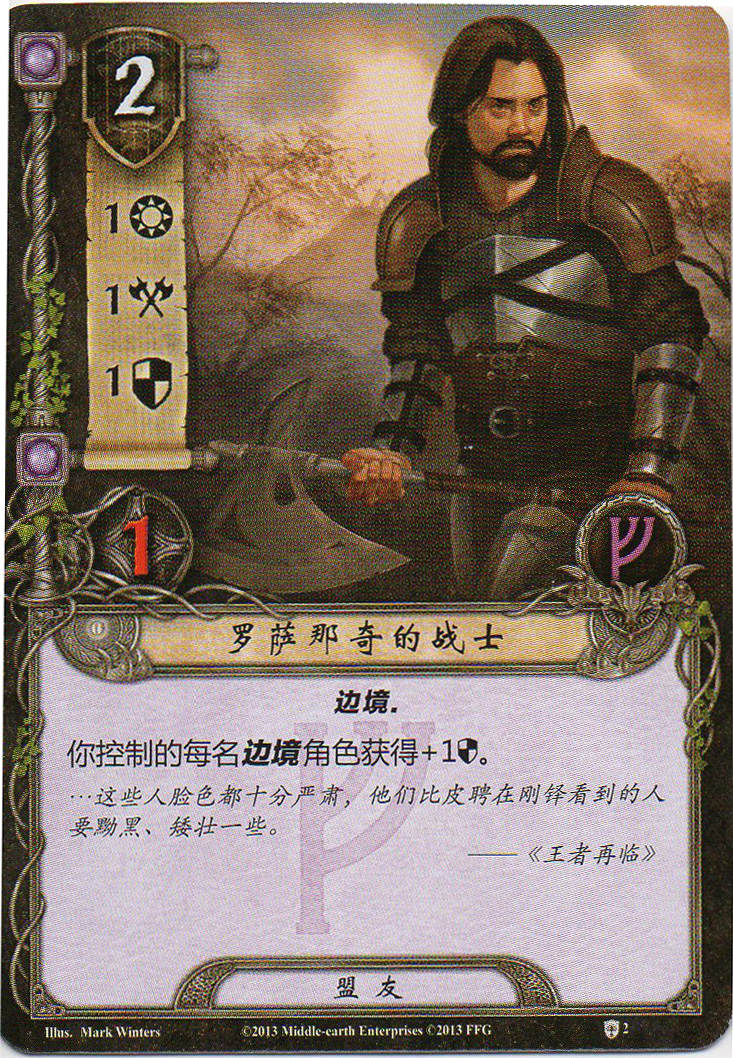 2
1
1
1
1
罗萨那奇的战士
边境.
你控制的每名边境角色获得+1。
…这些人脸色都十分严肃，他们比皮聘在刚铎看到的人
要黝黑、矮壮一些。
——《王者再临》
盟友
Illus. Mark Winters ©2013 Middle-earth Enterprises ©2013 FFG 2